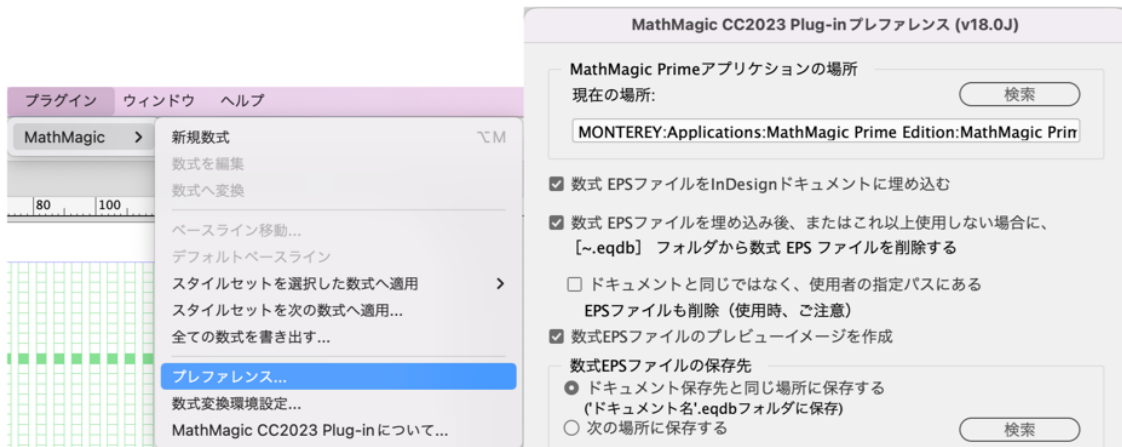 プラグイン ウィンドウ ヘルプ
MathMagic >
80 100
新規数式 ⌥M
数式を編集
数式へ変換
ベースライン移動...
デフォルトベースライン
スタイルセットを選択した数式へ適用 >
スタイルセットを次の数式へ適用...
全ての数式を書き出す...
プレファレンス...
数式変換環境設定...
MathMagic CC2023 Plug-inについて...
MathMagic CC2023 Plug-inプレファレンス (v18.0J)
MathMagic Primeアプリケションの場所
現在の場所:
検索
MONTEREY:Applications:MathMagic Prime Edition:MathMagic Prim
数式 EPSファイルをInDesignドキュメントに埋め込む
数式 EPSファイルを埋め込み後、またはこれ以上使用しない場合に、
[~.eqdb] フォルダから数式 EPS ファイルを削除する
ドキュメントと同じではなく、使用者の指定パスにある
EPSファイルも削除（使用時、ご注意）
数式EPSファイルのプレビューイメージを作成
数式EPSファイルの保存先
ドキュメント保存先と同じ場所に保存する
('ドキュメント名'.eqdbフォルダに保存)
次の場所に保存する
検索